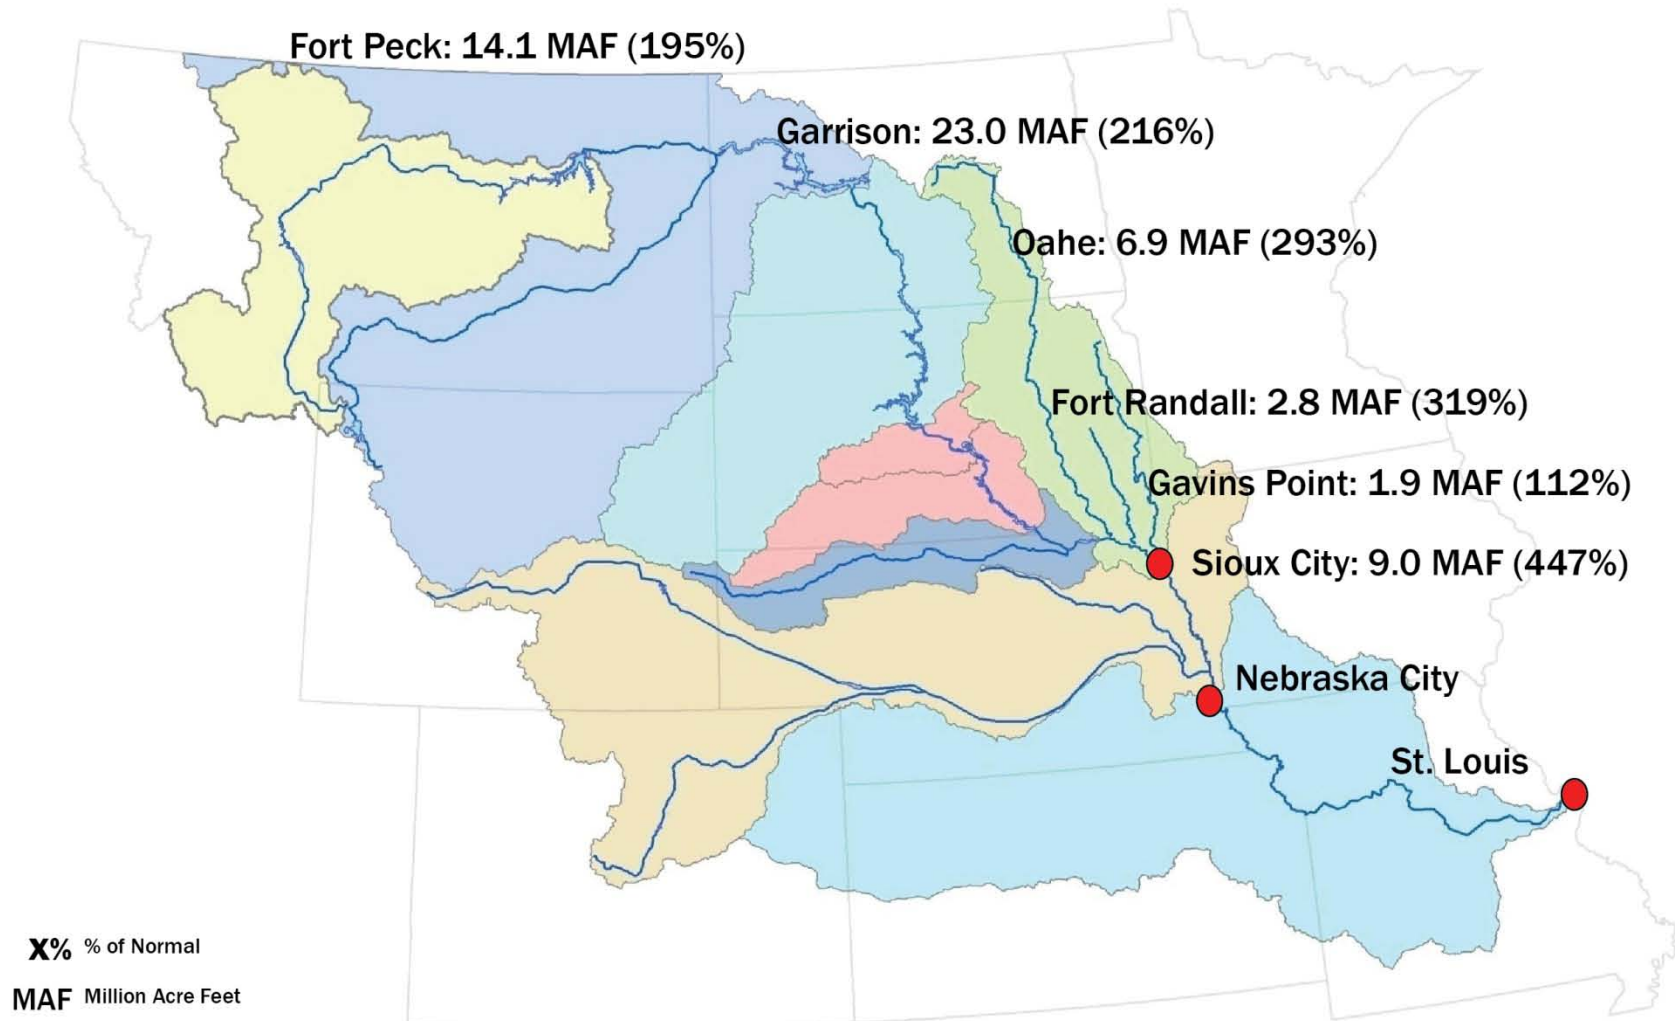 Fort Peck: 14.1 MAF (195%)
Garrison: 23.0 MAF (216%)
Oahe: 6.9 MAF (293%)
Fort Randall: 2.8 MAF (319%)
Gavins Point: 1.9 MAF (112%)
Sioux City: 9.0 MAF (447%)
Nebraska City
St. Louis
X% % of Normal
MAF Million Acre Feet